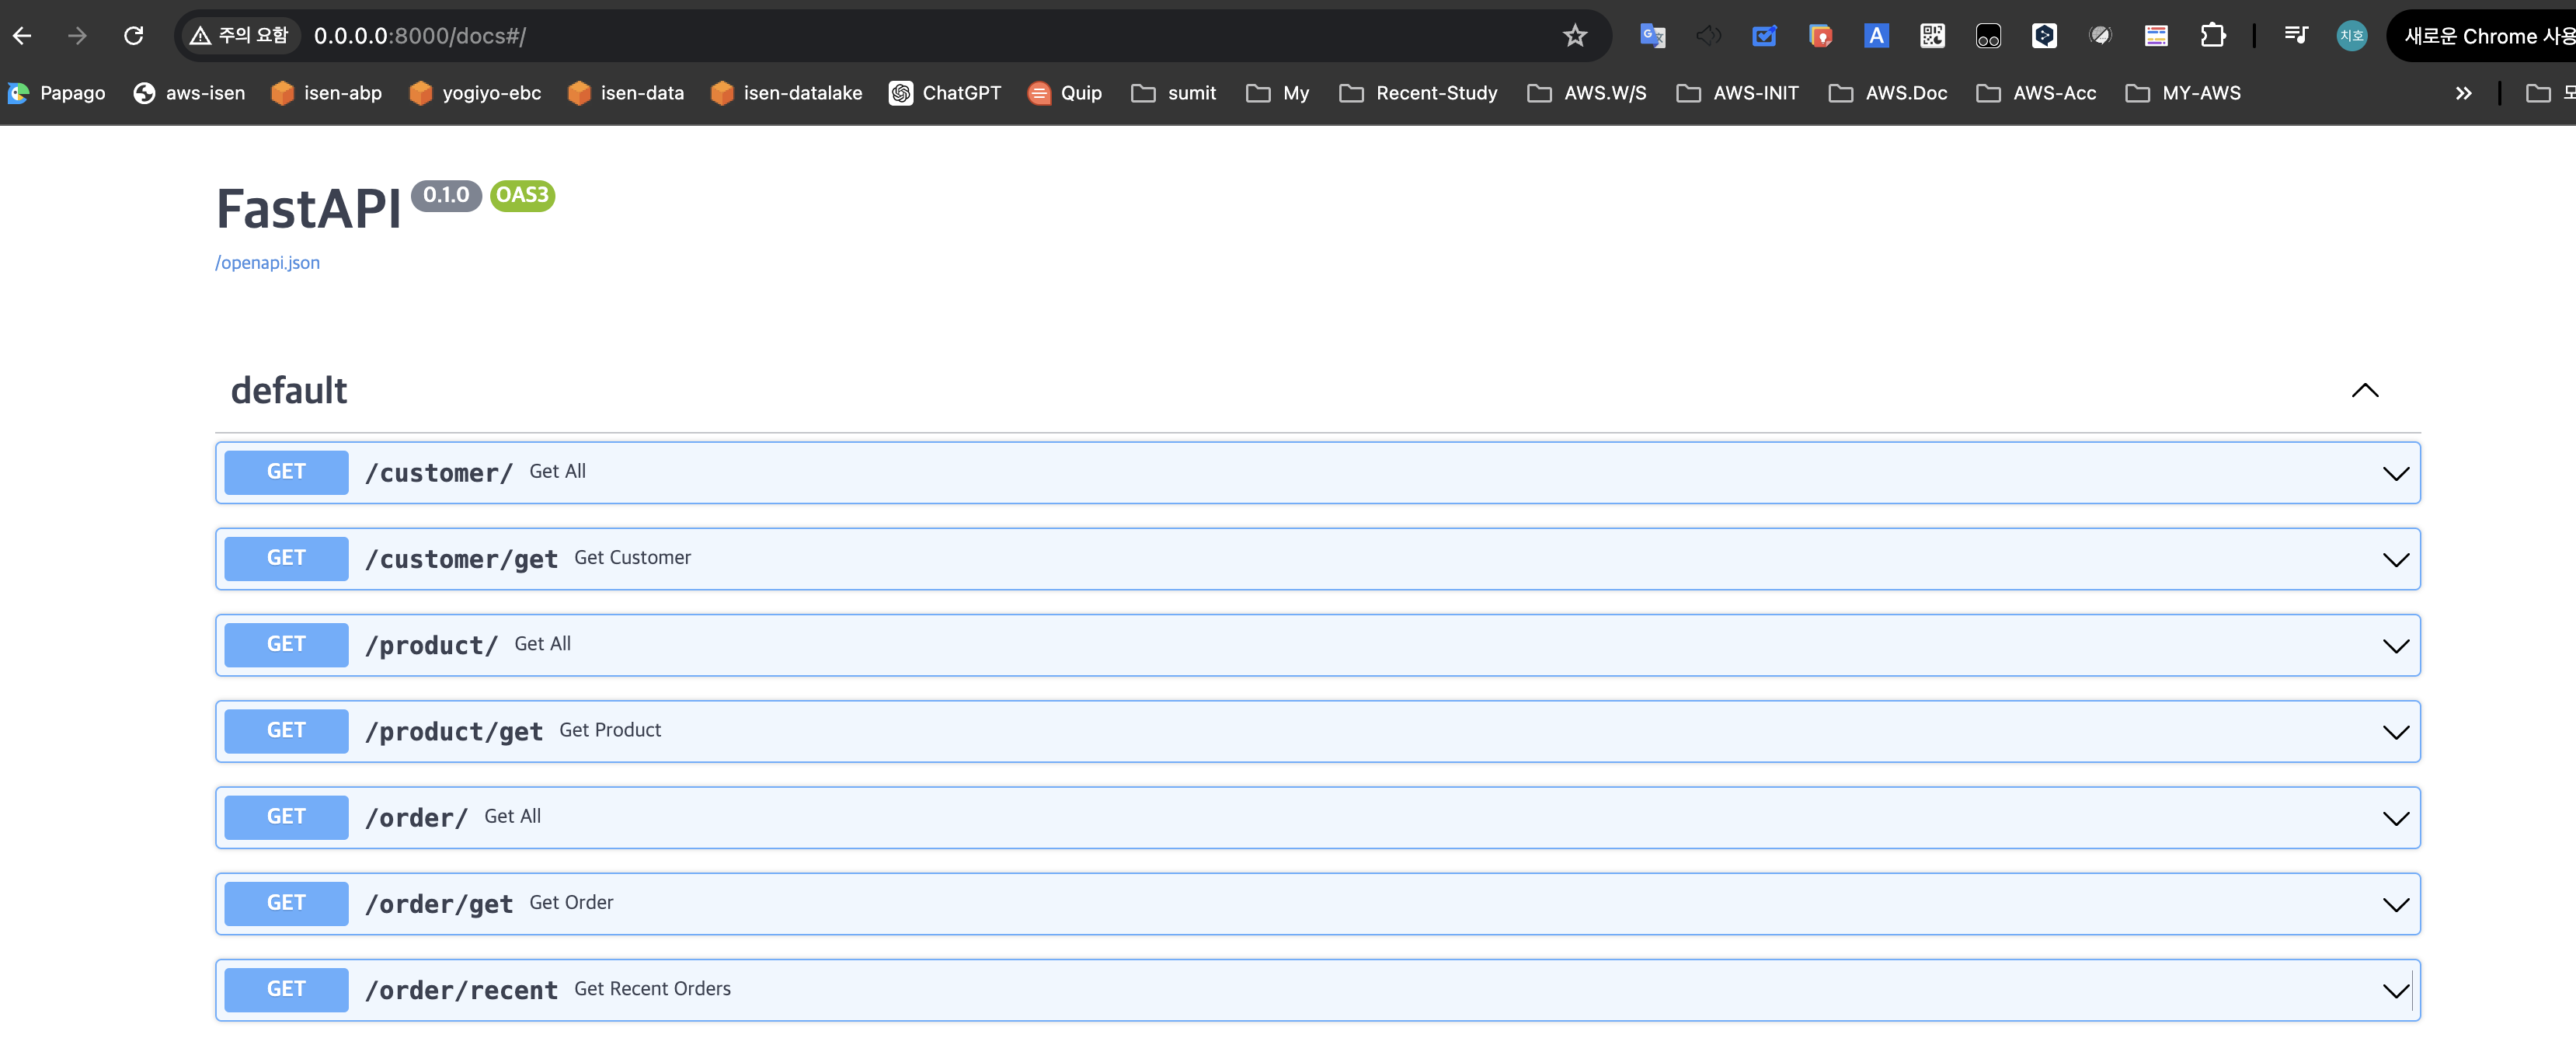 주의 요함 0.0.0.0:8000/docs#/ 치호 새로운 Chrome 사용
Papago aws-isen isen-abp yogiyo-ebc isen-data isen-datalake ChatGPT Quip sumit My Recent-Study AWS.W/S AWS-INIT AWS.Doc AWS-Acc MY-AWS » 모
FastAPI 0.1.0 OAS3
/openapi.json
default
GET /customer/ Get All
GET /customer/get Get Customer
GET /product/ Get All
GET /product/get Get Product
GET /order/ Get All
GET /order/get Get Order
GET /order/recent Get Recent Orders